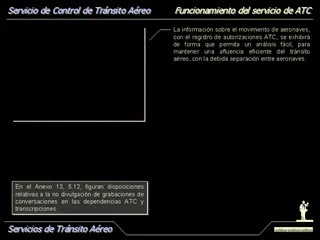 Servicio de Control de Tránsito Aéreo
Funcionamiento del servicio de ATC
La información sobre el movimiento de aeronaves,
con el registro de autorizaciones ATC, se exhibirá
de forma que permita un análisis fácil, para
mantener una afluencia eficiente del tránsito
aéreo, con la debida separación entre aeronaves
En el Anexo 13, 5.12, figuran disposiciones
relativas a la no divulgación de grabaciones de
conversaciones en las dependencias ATC y
transcripciones
Servicios de Tránsito Aéreo